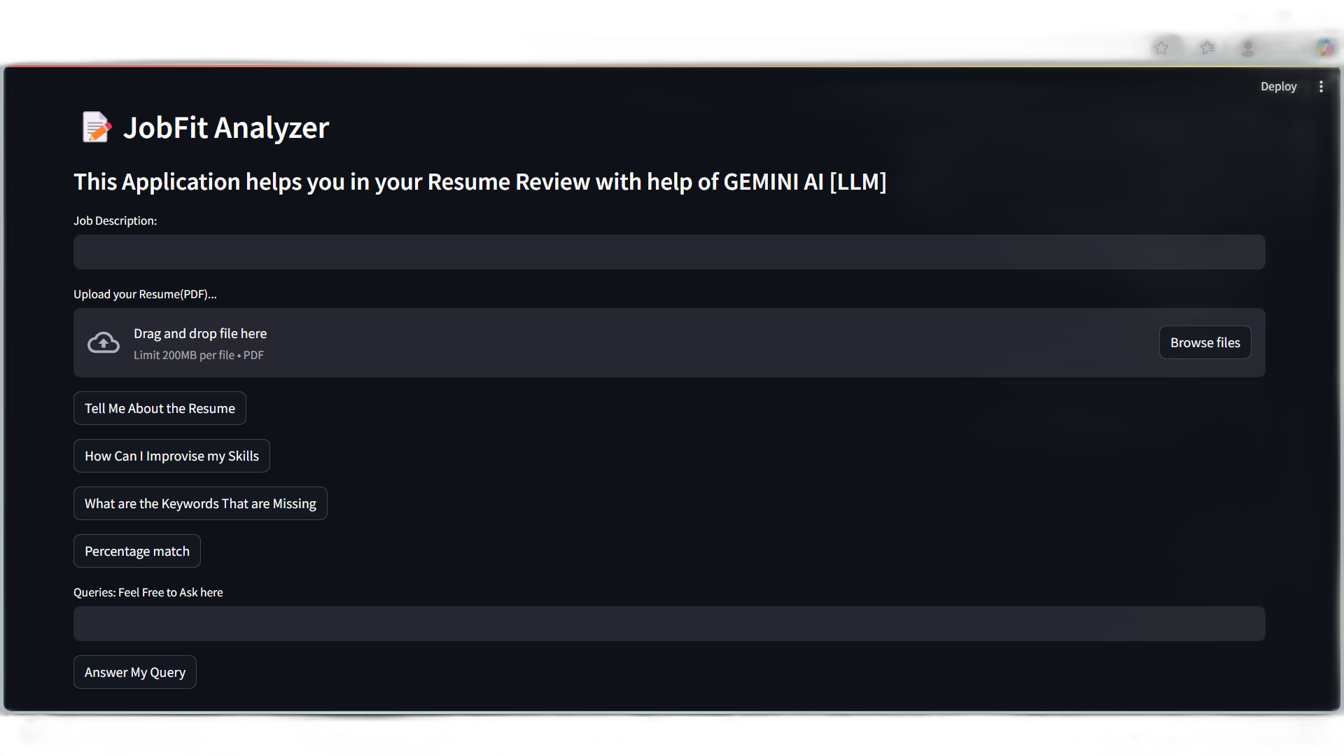 Deploy
JobFit Analyzer
This Application helps you in your Resume Review with help of GEMINI AI [LLM]
Job Description:
Upload your Resume(PDF)...
Drag and drop file here
Limit 200MB per file • PDF
Browse files
Tell Me About the Resume
How Can I Improvise my Skills
What are the Keywords That are Missing
Percentage match
Queries: Feel Free to Ask here
Answer My Query